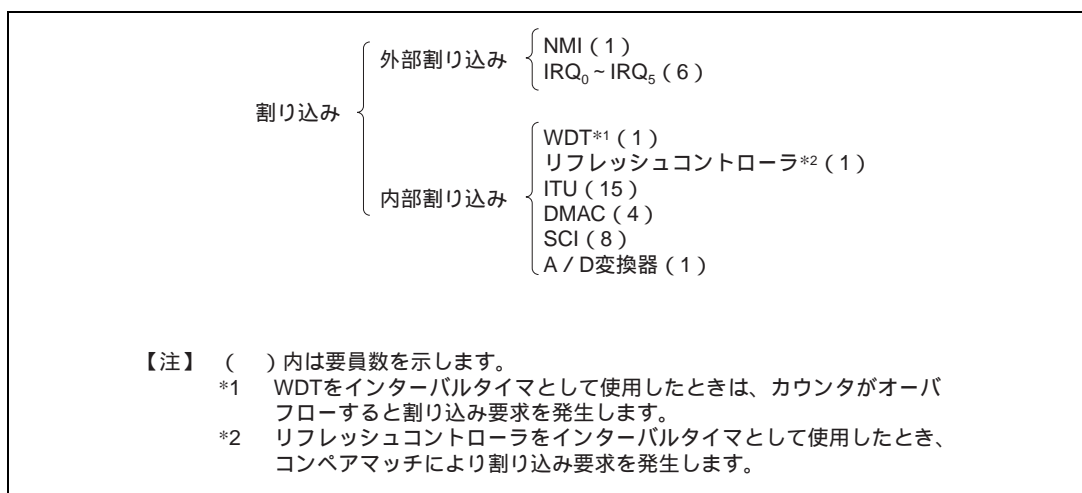 割り込み
外部割り込み
NMI ( 1 )
IRQ₀ ~ IRQ₅ ( 6 )
内部割り込み
WDT*1 ( 1 )
リフレッシュコントローラ*2 ( 1 )
ITU ( 15 )
DMAC ( 4 )
SCI ( 8 )
A / D変換器 ( 1 )
【注】 (   ) 内は要員数を示します。
*1 WDTをインターバルタイマとして使用したときは、カウンタがオーバ
フローすると割り込み要求を発生します。
*2 リフレッシュコントローラをインターバルタイマとして使用したとき、
コンペアマッチにより割り込み要求を発生します。